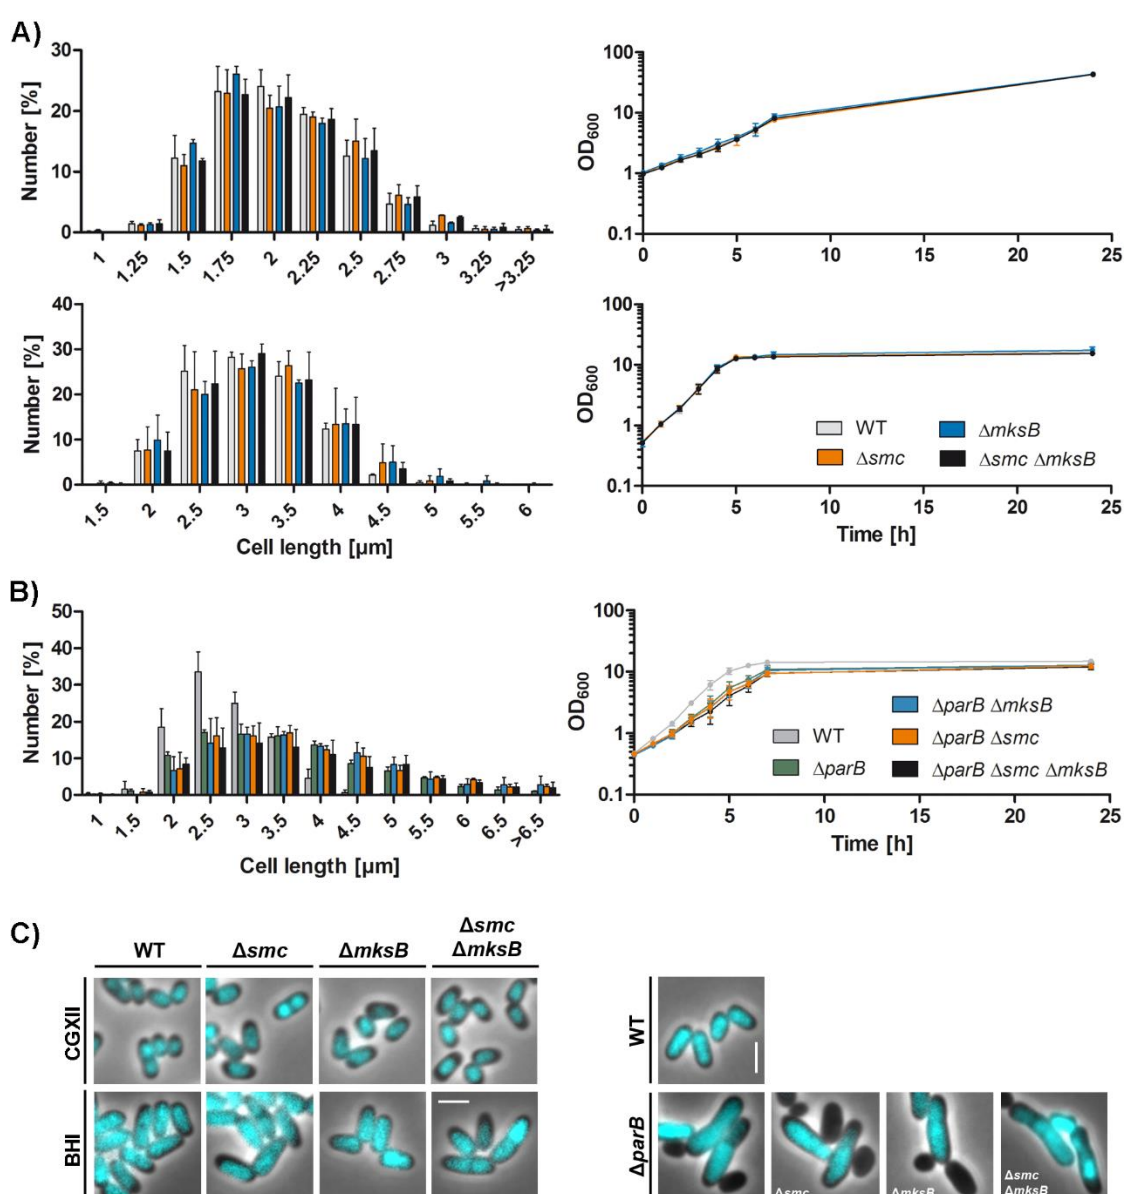 A)
Number [%]
30
20
10
0
1 1.25 1.5 1.75 2 2.25 2.5 2.75 3 3.25 >3.25
OD600
100
10
1
0.1
0 5 10 15 20 25
Number [%]
40
30
20
10
0
1.5 2 2.5 3 3.5 4 4.5 5 5.5 6
Cell length [µm]
OD600
100
10
1
0.1
WT ΔmksB
Δsmc Δsmc ΔmksB
0 5 10 15 20 25
Time [h]
B)
Number [%]
50
40
30
20
10
0
1 1.5 2 2.5 3 3.5 4 4.5 5 5.5 6 6.5 >6.5
Cell length [µm]
OD600
100
10
1
0.1
WT
ΔparB
ΔparB ΔmksB
ΔparB Δsmc
ΔparB Δsmc ΔmksB
0 5 10 15 20 25
Time [h]
C)
WT Δsmc ΔmksB Δsmc
ΔmksB
CGXII
BHI
WT
ΔparB
Δsmc ΔmksB Δsmc
ΔmksB